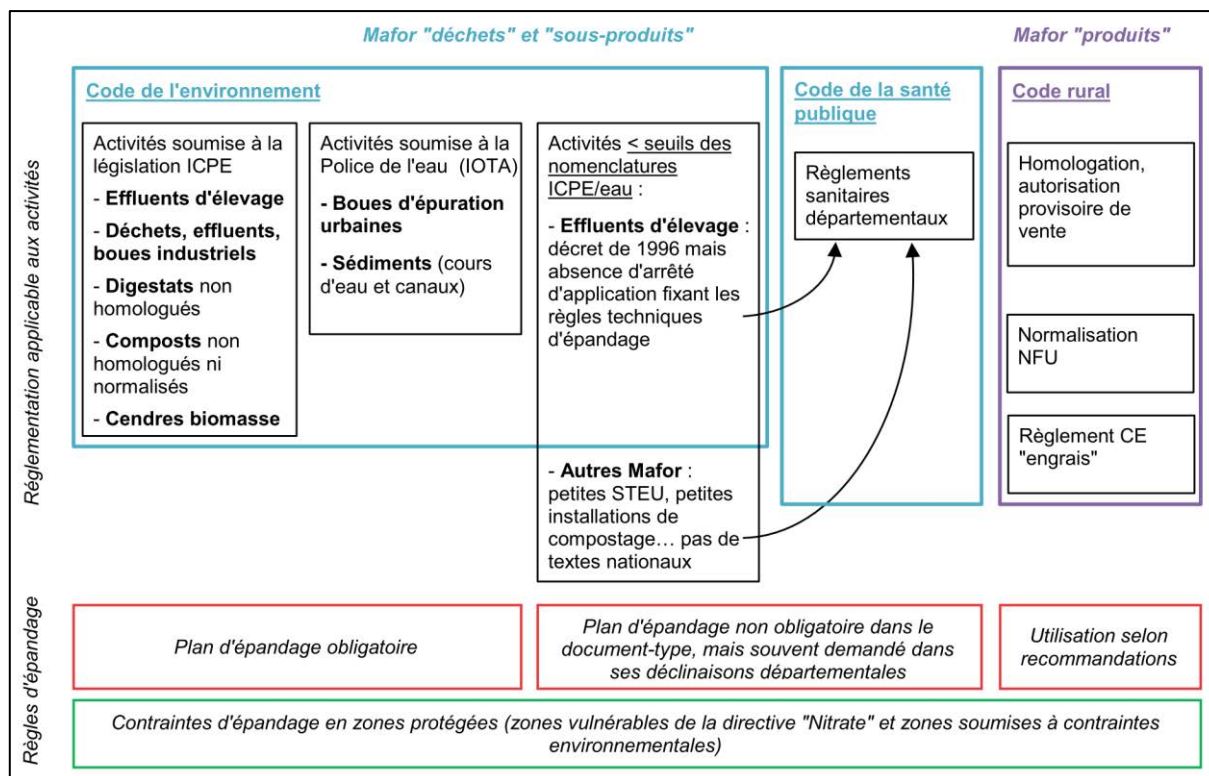 Mafor "déchets" et "sous-produits"
Mafor "produits"
Réglementation applicable aux activités
Code de l'environnement
Activités soumise à la
législation ICPE
- Effluents d'élevage
- Déchets, effluents,
boues industriels
- Digestats non
homologués
- Composts non
homologués ni
normalisés
- Cendres biomasse
Activités soumise à la
Police de l'eau (IOTA)
- Boues d'épuration
urbaines
- Sédiments (cours
d'eau et canaux)
Activités < seuils des
nomenclatures
ICPE/eau :
- Effluents d'élevage :
décret de 1996 mais
absence d'arrêté
d'application fixant les
règles techniques
d'épandage
- Autres Mafor :
petites STEU, petites
installations de
compostage... pas de
textes nationaux
Code de la santé
publique
Règlements
sanitaires
départementaux
Code rural
Homologation,
autorisation
provisoire de
vente
Normalisation
NFU
Règlement CE
"engrais"
Règles d'épandage
Plan d'épandage obligatoire
Plan d'épandage non obligatoire dans le
document-type, mais souvent demandé dans
ses déclinaisons départementales
Utilisation selon
recommandations
Contraintes d'épandage en zones protégées (zones vulnérables de la directive "Nitrate" et zones soumises à contraintes
environnementales)